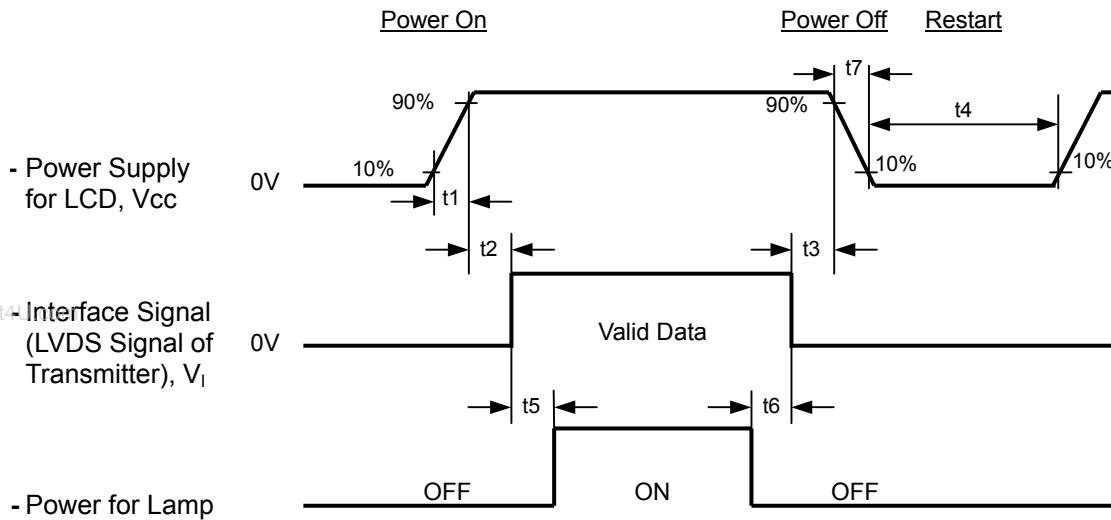 Power On
Power Off
Restart
t7
90%
90%
t4
- Power Supply
for LCD, Vcc
0V
10%
10%
10%
t1
t2
t3
- Interface Signal
(LVDS Signal of
Transmitter), VI
0V
Valid Data
t5
t6
- Power for Lamp
OFF
ON
OFF